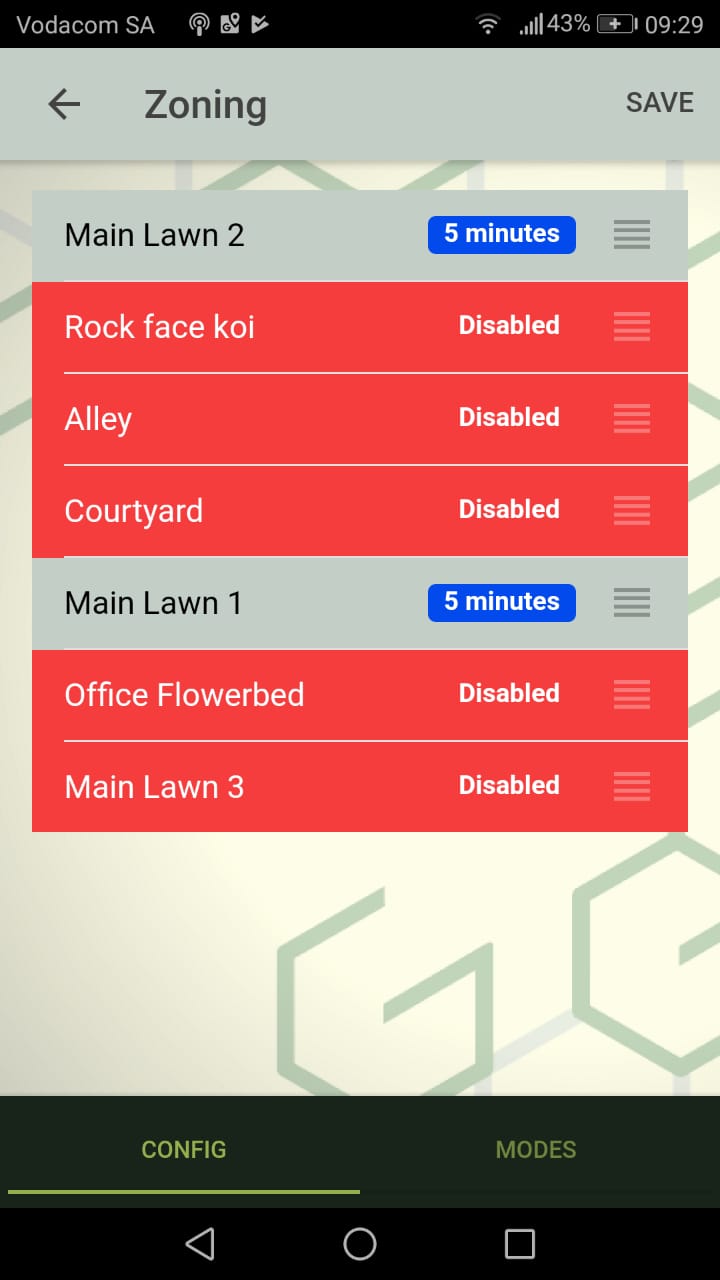 Vodacom SA 43% 09:29
Zoning SAVE
Main Lawn 2 5 minutes
Rock face koi Disabled
Alley Disabled
Courtyard Disabled
Main Lawn 1 5 minutes
Office Flowerbed Disabled
Main Lawn 3 Disabled
CONFIG MODES